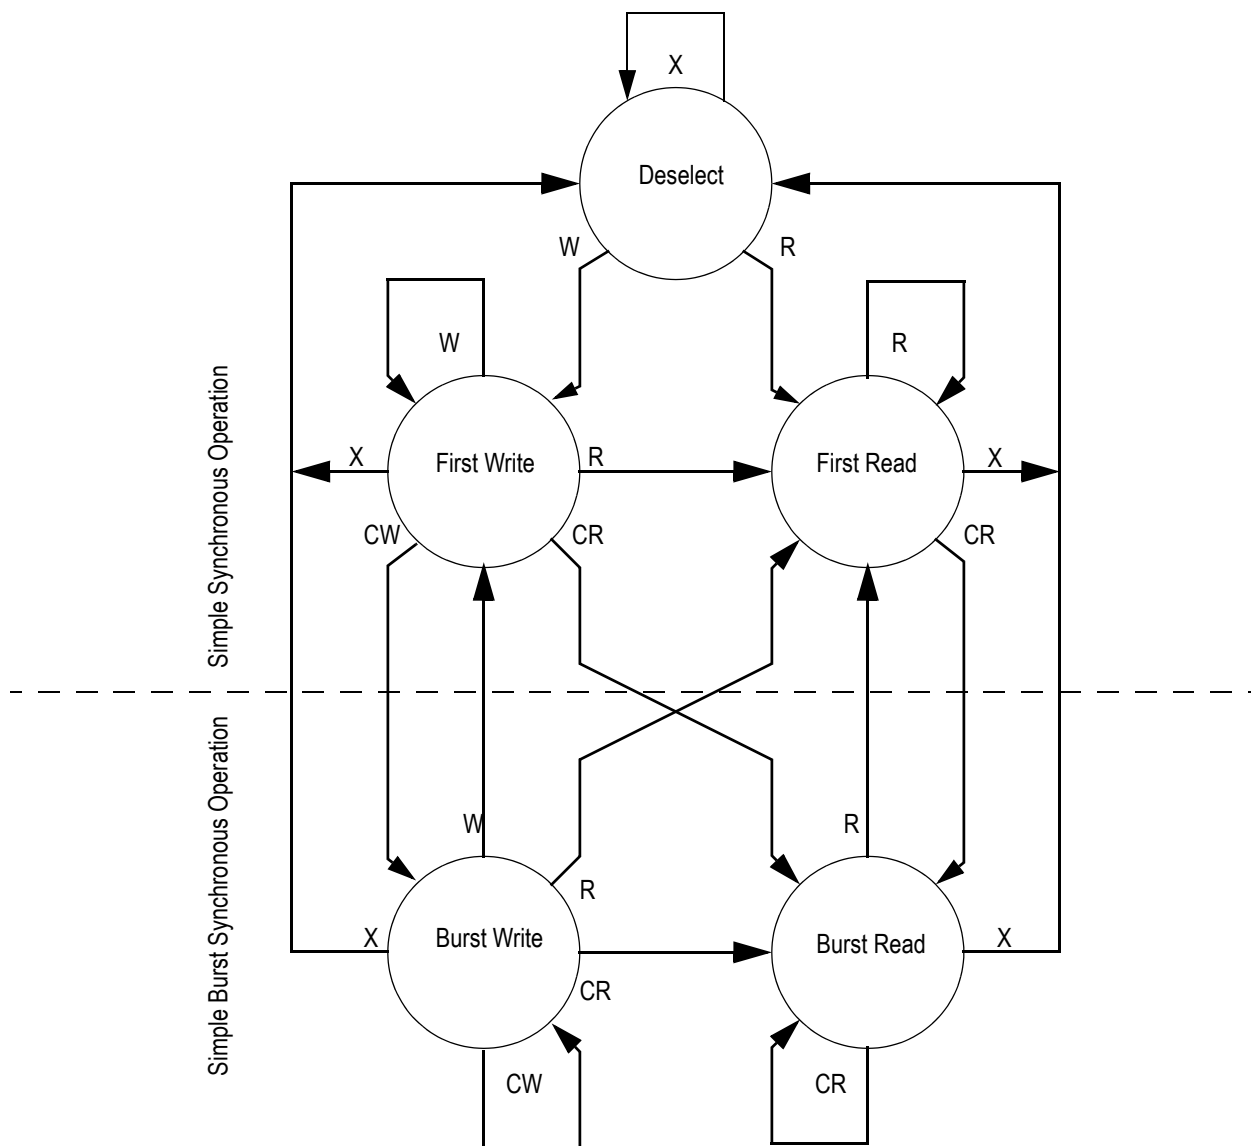 X
Deselect
W
R
W
R
Simple Synchronous Operation
First Write
First Read
X
R
X
CW
CR
CR
Simple Burst Synchronous Operation
W
R
R
X
Burst Write
Burst Read
X
CR
CW
CR